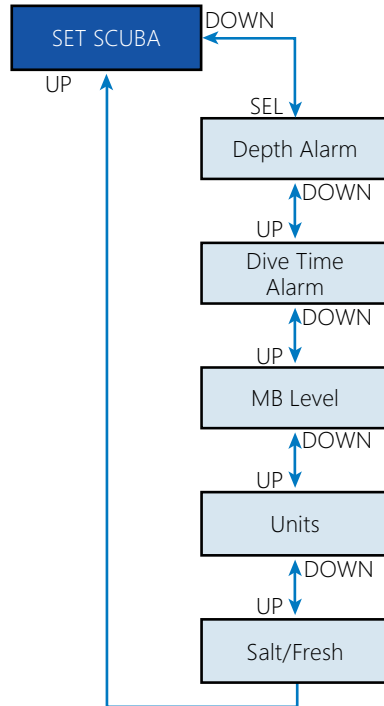 SET SCUBA
DOWN
UP
SEL
Depth Alarm
DOWN
UP
Dive Time
Alarm
DOWN
UP
MB Level
DOWN
UP
Units
DOWN
UP
Salt/Fresh